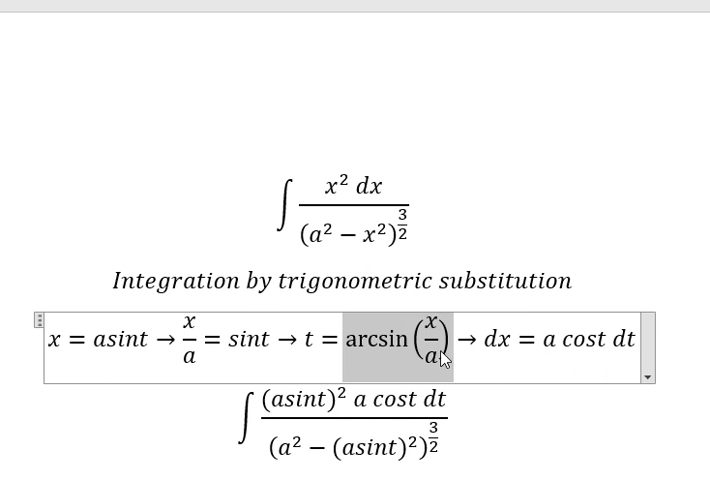 ∫ x² dx / (a² − x²)^(3/2)
Integration by trigonometric substitution
x = asint → x/a = sint → t = arcsin(x/a) → dx = a cost dt
∫ (asint)² a cost dt / (a² − (asint)²)^(3/2)